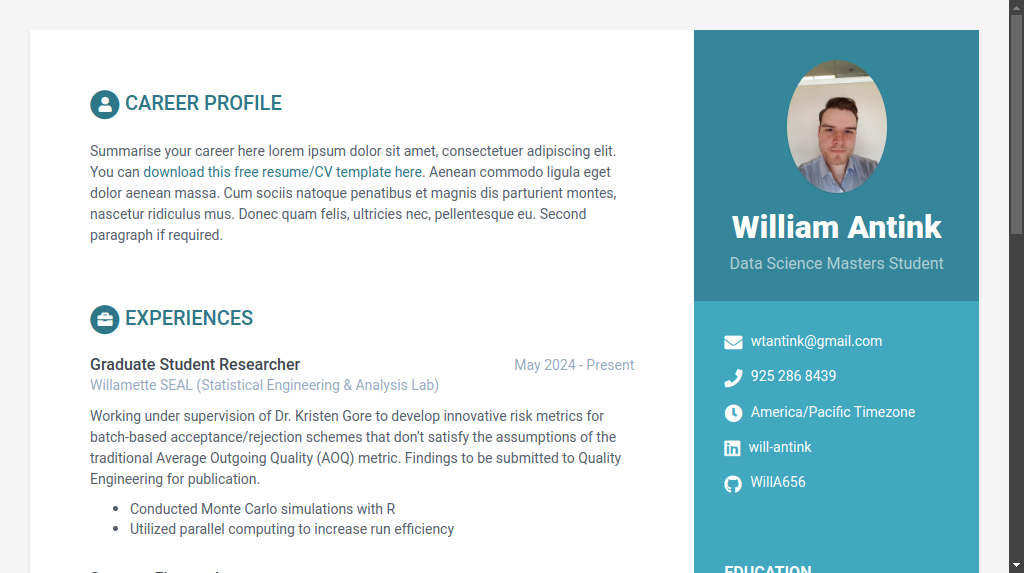 CAREER PROFILE
Summarise your career here lorem ipsum dolor sit amet, consectetuer adipiscing elit.
You can download this free resume/CV template here. Aenean commodo ligula eget
dolor aenean massa. Cum sociis natoque penatibus et magnis dis parturient montes,
nascetur ridiculus mus. Donec quam felis, ultricies nec, pellentesque eu. Second
paragraph if required.
EXPERIENCES
Graduate Student Researcher
May 2024 - Present
Willamette SEAL (Statistical Engineering & Analysis Lab)
Working under supervision of Dr. Kristen Gore to develop innovative risk metrics for
batch-based acceptance/rejection schemes that don’t satisfy the assumptions of the
traditional Average Outgoing Quality (AOQ) metric. Findings to be submitted to Quality
Engineering for publication.
• Conducted Monte Carlo simulations with R
• Utilized parallel computing to increase run efficiency
William Antink
Data Science Masters Student
wtantink@gmail.com
925 286 8439
America/Pacific Timezone
will-antink
WillA656
EDUCATION